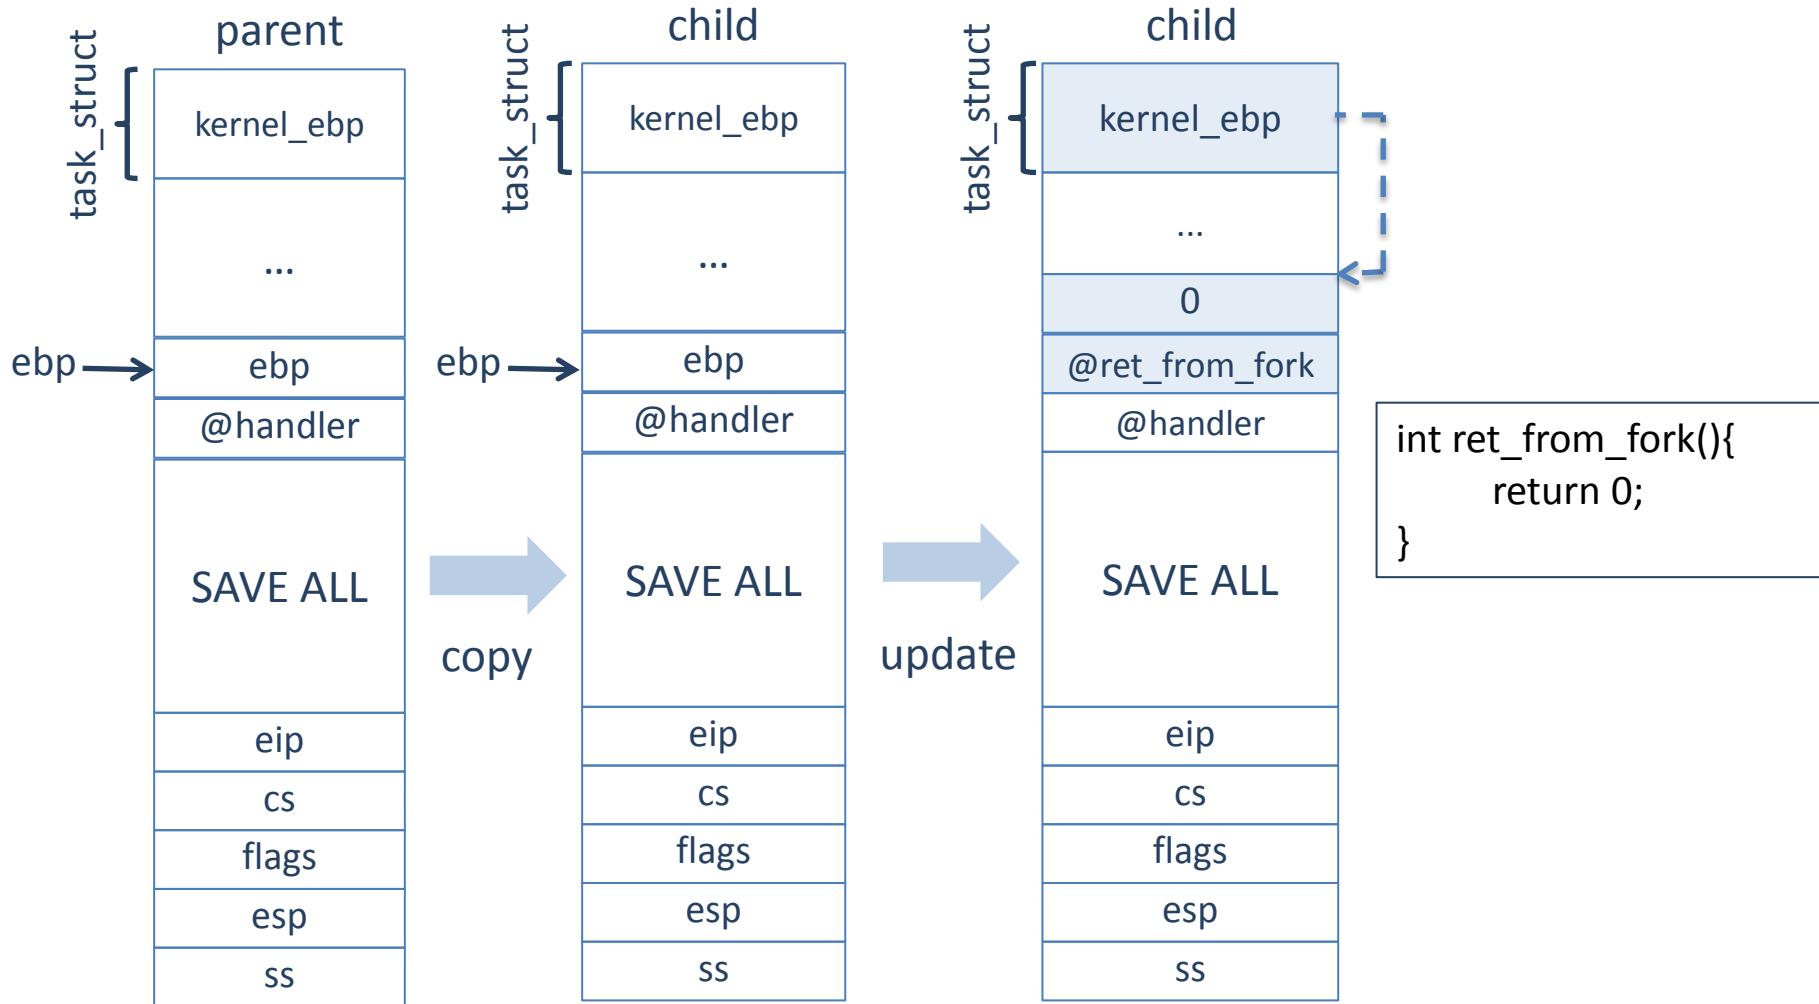 parent
task_struct
kernel_ebp
...
ebp
ebp
@handler
SAVE ALL
eip
cs
flags
esp
ss
copy
child
task_struct
kernel_ebp
...
ebp
ebp
@handler
SAVE ALL
eip
cs
flags
esp
ss
update
child
task_struct
kernel_ebp
...
0
@ret_from_fork
@handler
SAVE ALL
eip
cs
flags
esp
ss
int ret_from_fork(){
return 0;
}